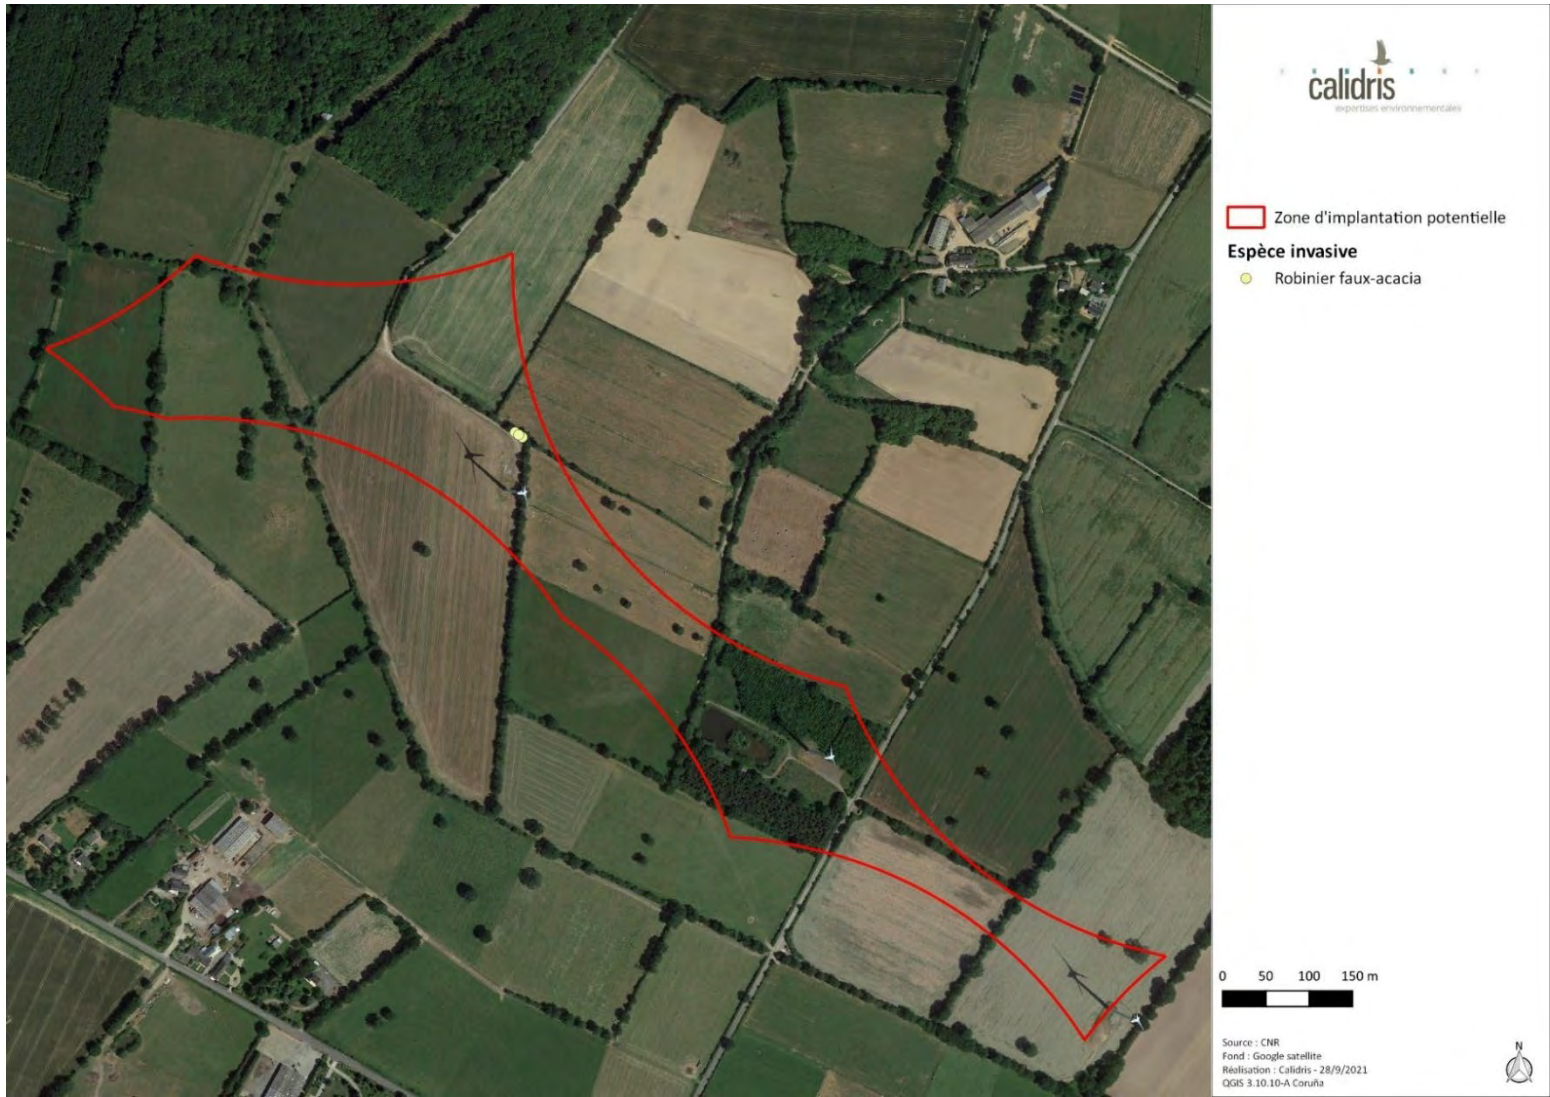 calidris
expertises environnementales
Zone d'implantation potentielle
Espèce invasive
Robinier faux-acacia
0 50 100 150 m
Source : CNR
Fond : Google satellite
Réalisation : Calidris - 28/9/2021
QGIS 3.10.10-A Coruña
N